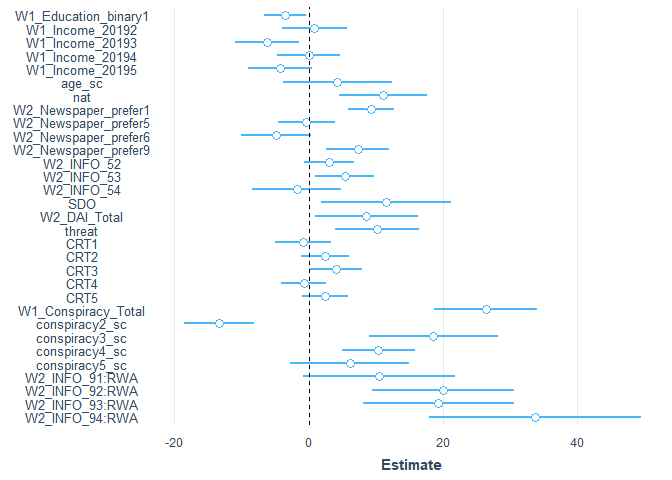 W1_Education_binary1
W1_Income_20192
W1_Income_20193
W1_Income_20194
W1_Income_20195
age_sc
nat
W2_Newspaper_prefer1
W2_Newspaper_prefer5
W2_Newspaper_prefer6
W2_Newspaper_prefer9
W2_INFO_52
W2_INFO_53
W2_INFO_54
SDO
W2_DAI_Total
threat
CRT1
CRT2
CRT3
CRT4
CRT5
W1_Conspiracy_Total
conspiracy2_sc
conspiracy3_sc
conspiracy4_sc
conspiracy5_sc
W2_INFO_91:RWA
W2_INFO_92:RWA
W2_INFO_93:RWA
W2_INFO_94:RWA
-20 0 20 40
Estimate